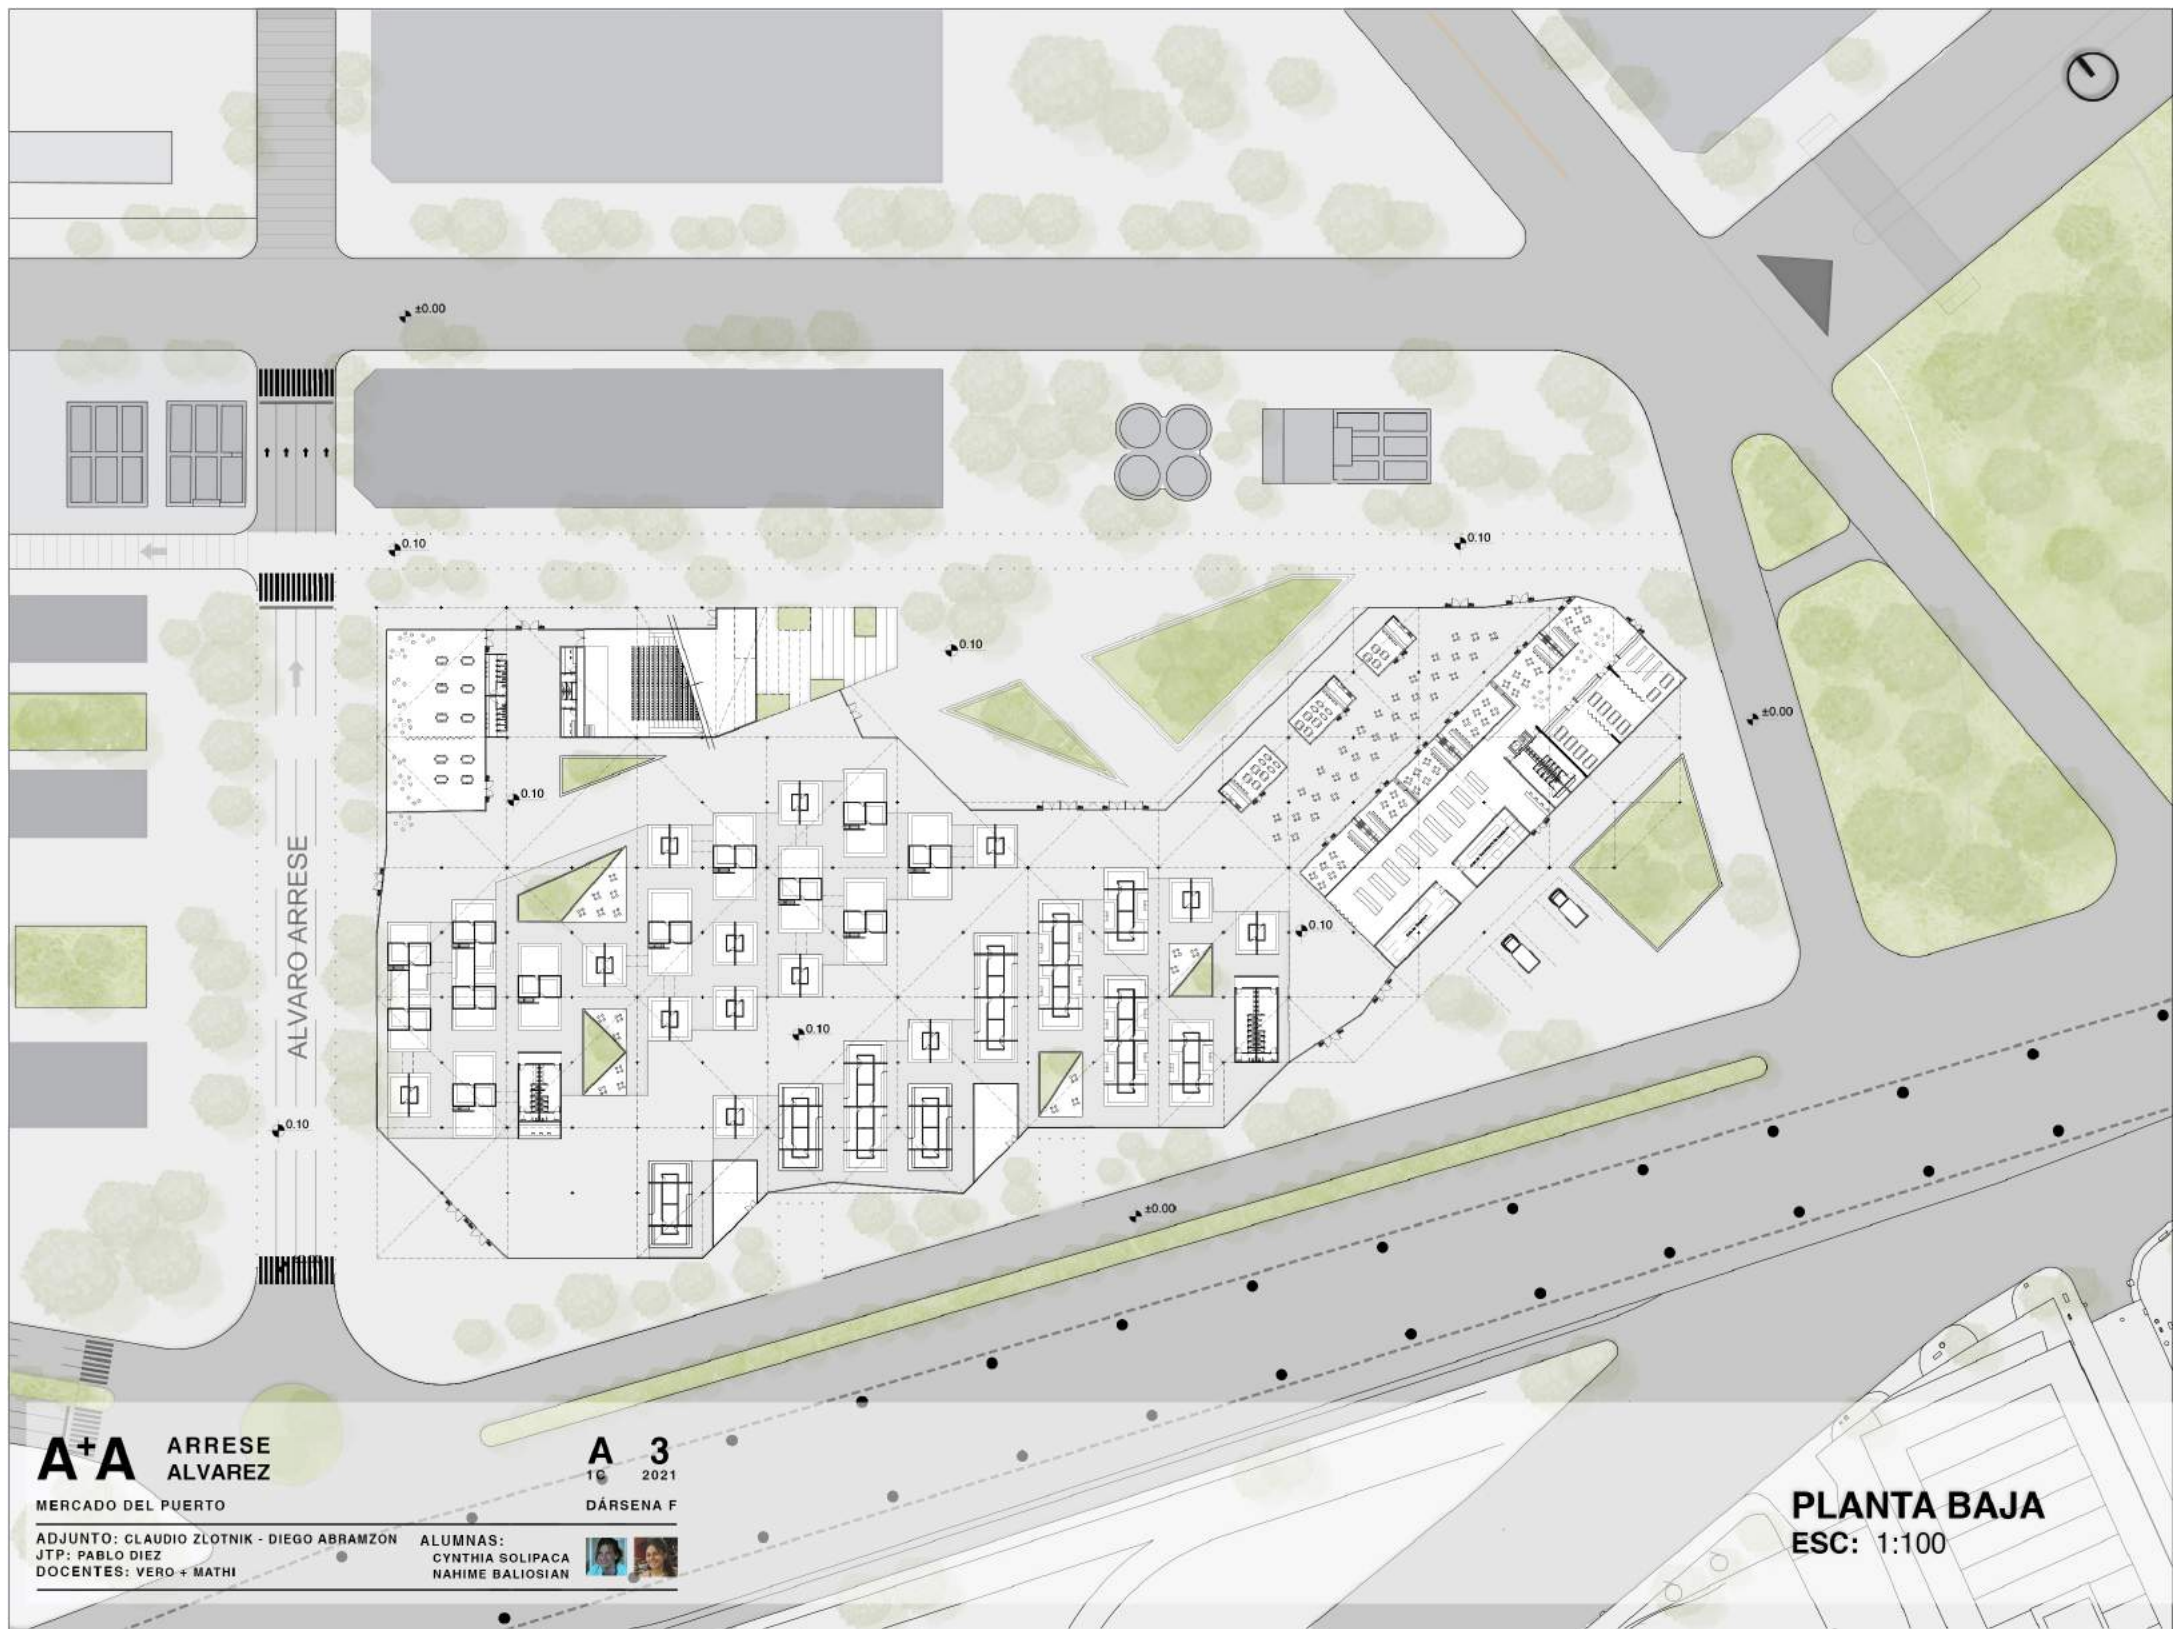 ±0.00
0.10
0.10
0.10
±0.00
0.10
0.10
0.10
ALVARO ARRESE
0.10
±0.00
A+A
ARRESE
ALVAREZ
MERCADO DEL PUERTO
A 3
1C 2021
DÁRSENA F
ADJUNTO: CLAUDIO ZLOTNIK - DIEGO ABRAMZON
JTP: PABLO DIEZ
DOCENTES: VERO + MATHI
ALUMNAS:
CYNTHIA SOLIPACA
NAHIME BALIOSIAN
PLANTA BAJA
ESC: 1:100